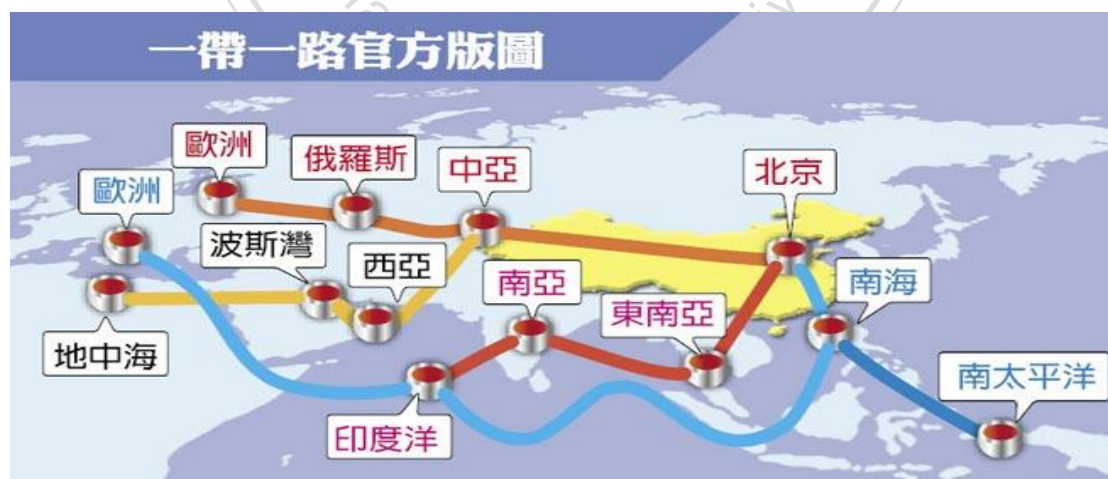 一帶一路官方版圖
歐洲
俄羅斯
中亞
北京
歐洲
波斯灣
西亞
南亞
東南亞
南海
地中海
印度洋
南太平洋